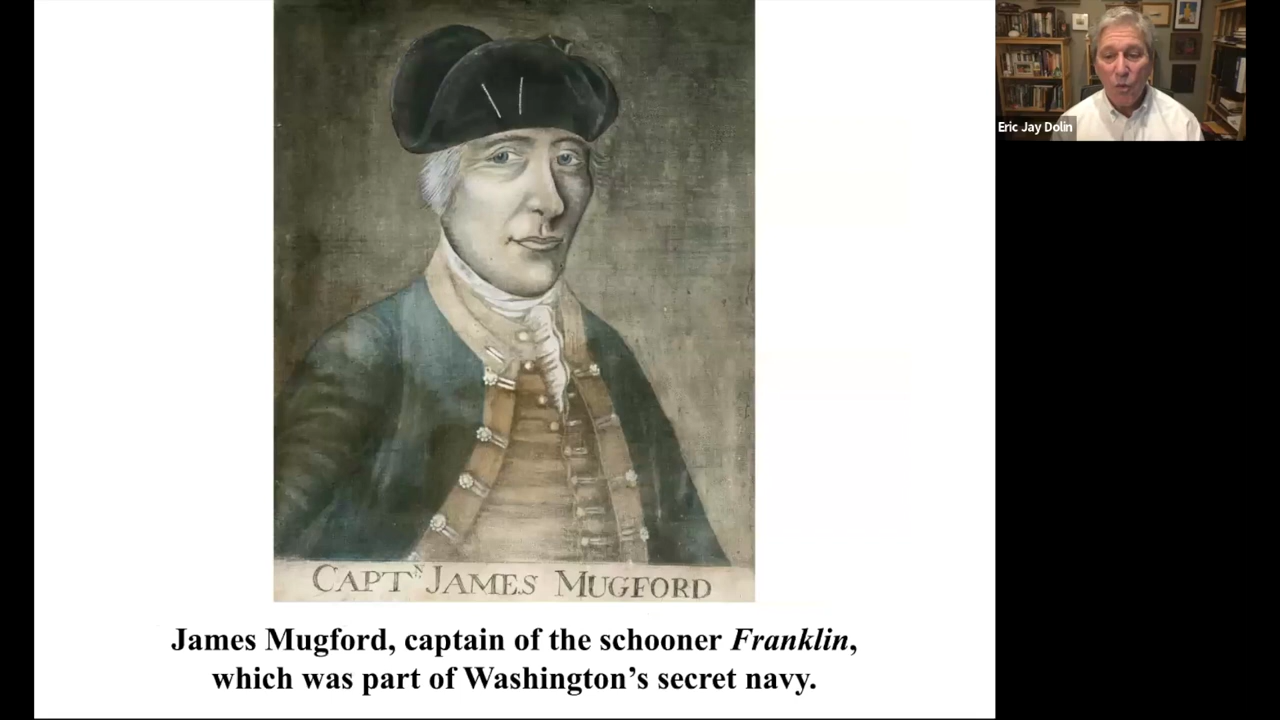 Eric Jay Dolin
CAPTᴺ JAMES MUGFORD
James Mugford, captain of the schooner Franklin,
which was part of Washington’s secret navy.